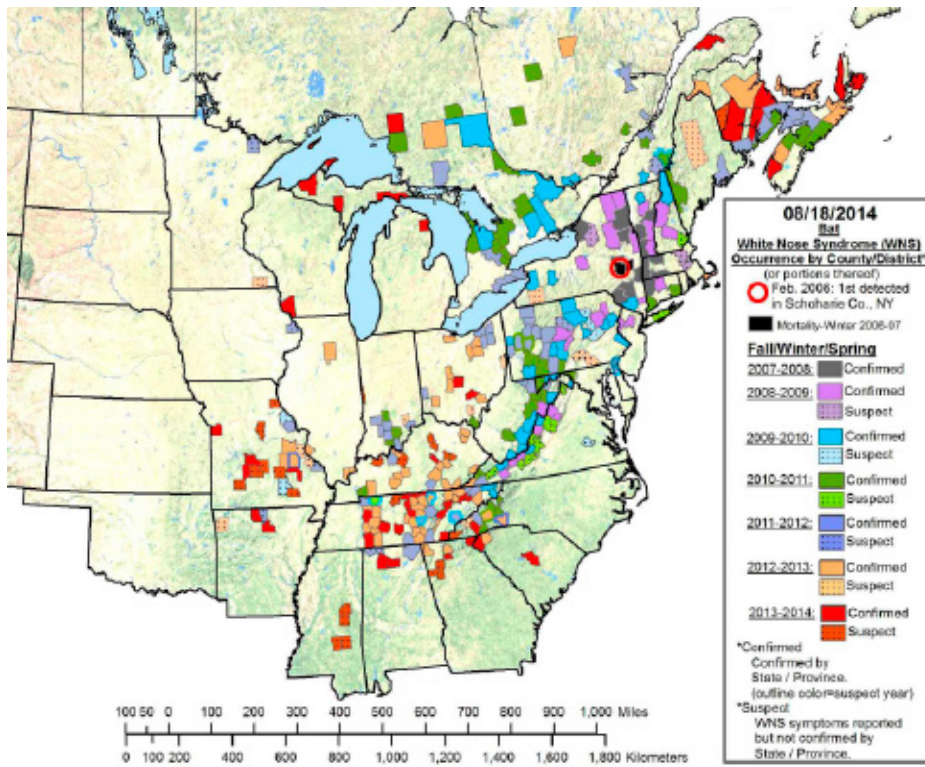 08/18/2014
Bat
White Nose Syndrome (WNS)
Occurrence by County/District*
(or portions thereof)
Feb. 2006: 1st detected
in Schoharie Co., NY
Mortality-Winter 2006-07
Fall/Winter/Spring
2007-2008: Confirmed
2008-2009: Confirmed
Suspect
2009-2010: Confirmed
Suspect
2010-2011: Confirmed
Suspect
2011-2012: Confirmed
Suspect
2012-2013: Confirmed
Suspect
2013-2014: Confirmed
Suspect
*Confirmed
Confirmed by
State / Province.
(outline color=suspect year)
*Suspect
WNS symptoms reported
but not confirmed by
State / Province.
100 50 0 100 200 300 400 500 600 700 800 900 1,000 Miles
200 100 0 200 400 600 800 1,000 1,200 1,400 1,600 1,800 Kilometers